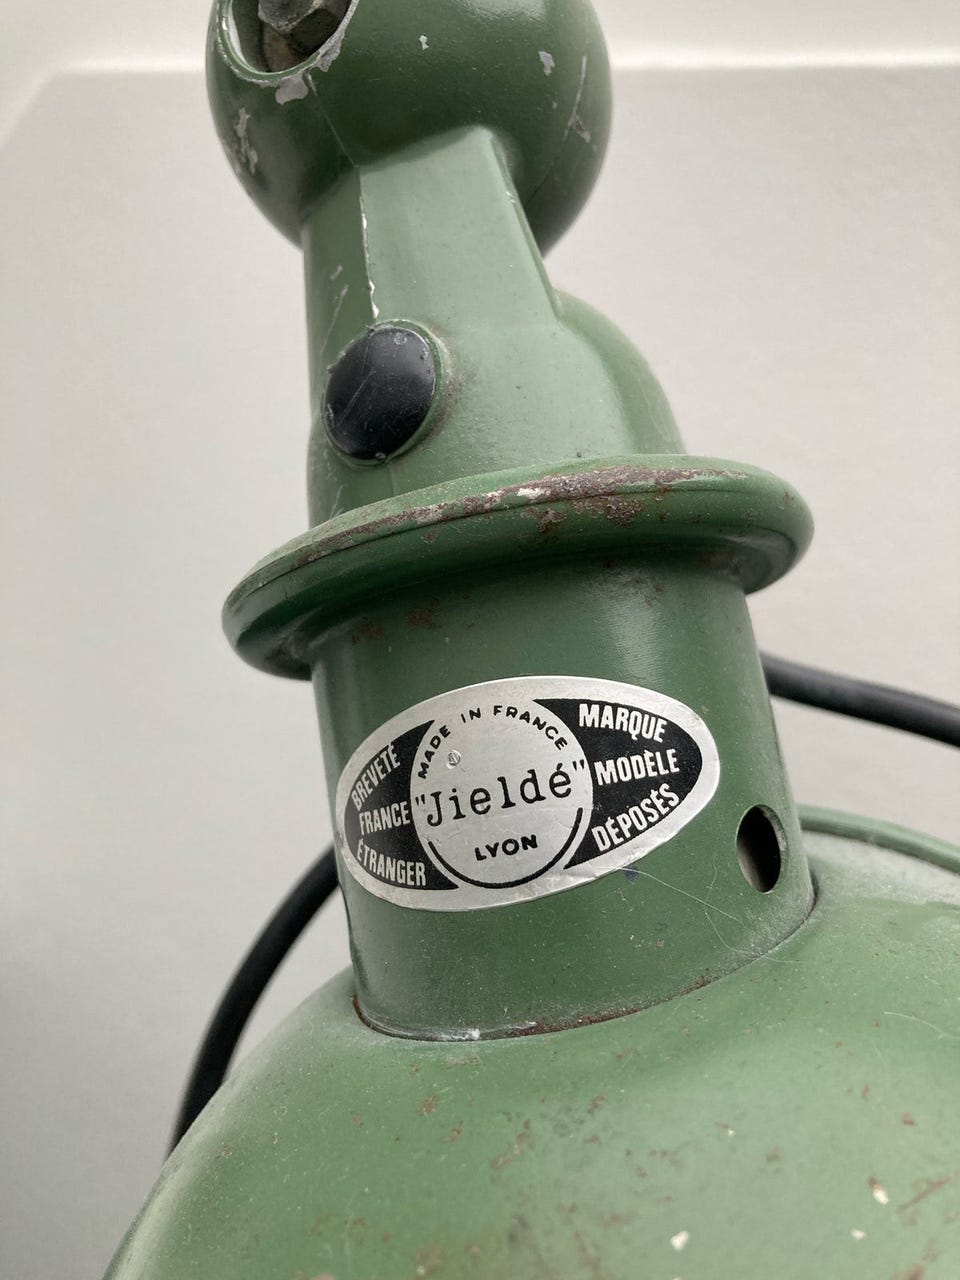 BREVETÉ
FRANCE
ÉTRANGER
MADE IN FRANCE
"Jieldé"
LYON
MARQUE
MODÈLE
DÉPOSÉS